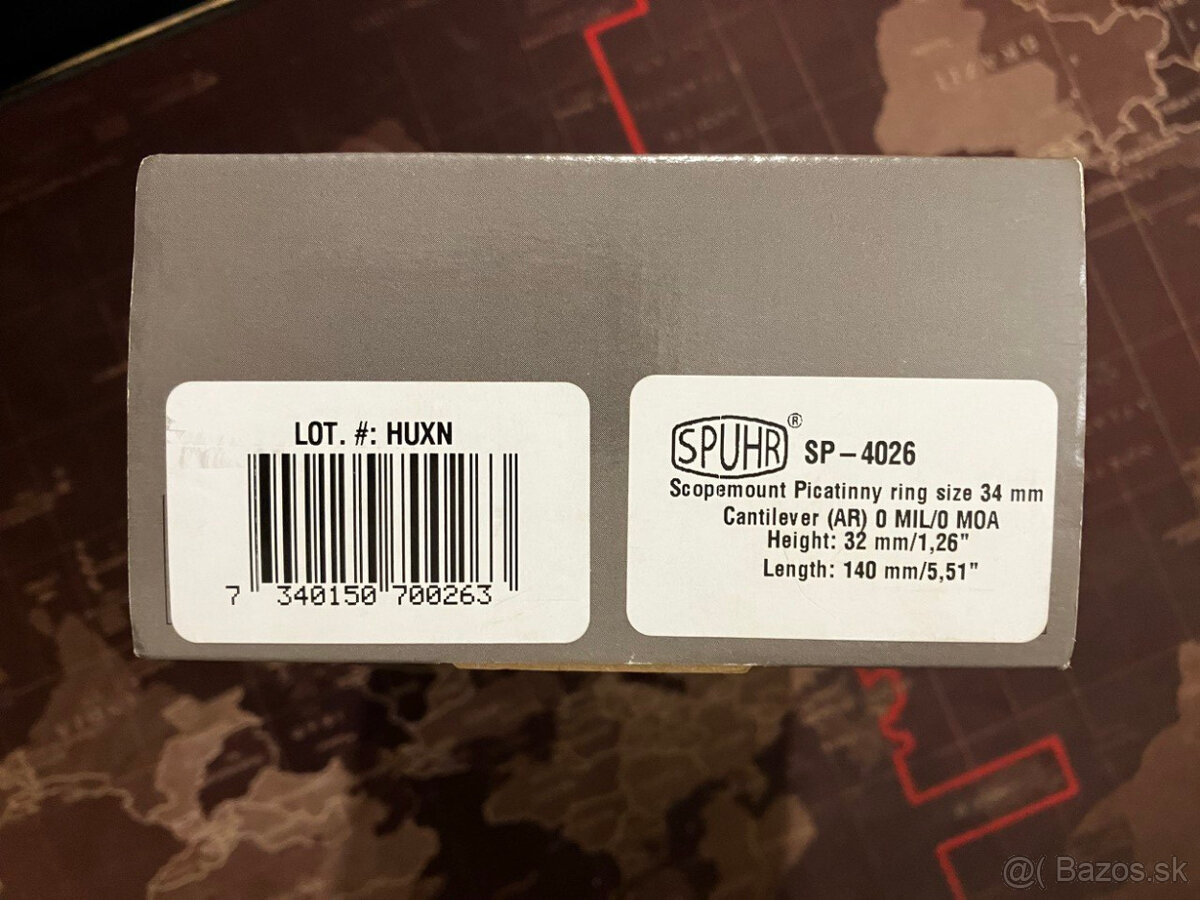 LOT. #: HUXN
7 340150 700263
SPUHR® SP-4026
Scopemount Picatinny ring size 34 mm
Cantilever (AR) 0 MIL/0 MOA
Height: 32 mm/1,26"
Length: 140 mm/5,51"
@( Bazos.sk